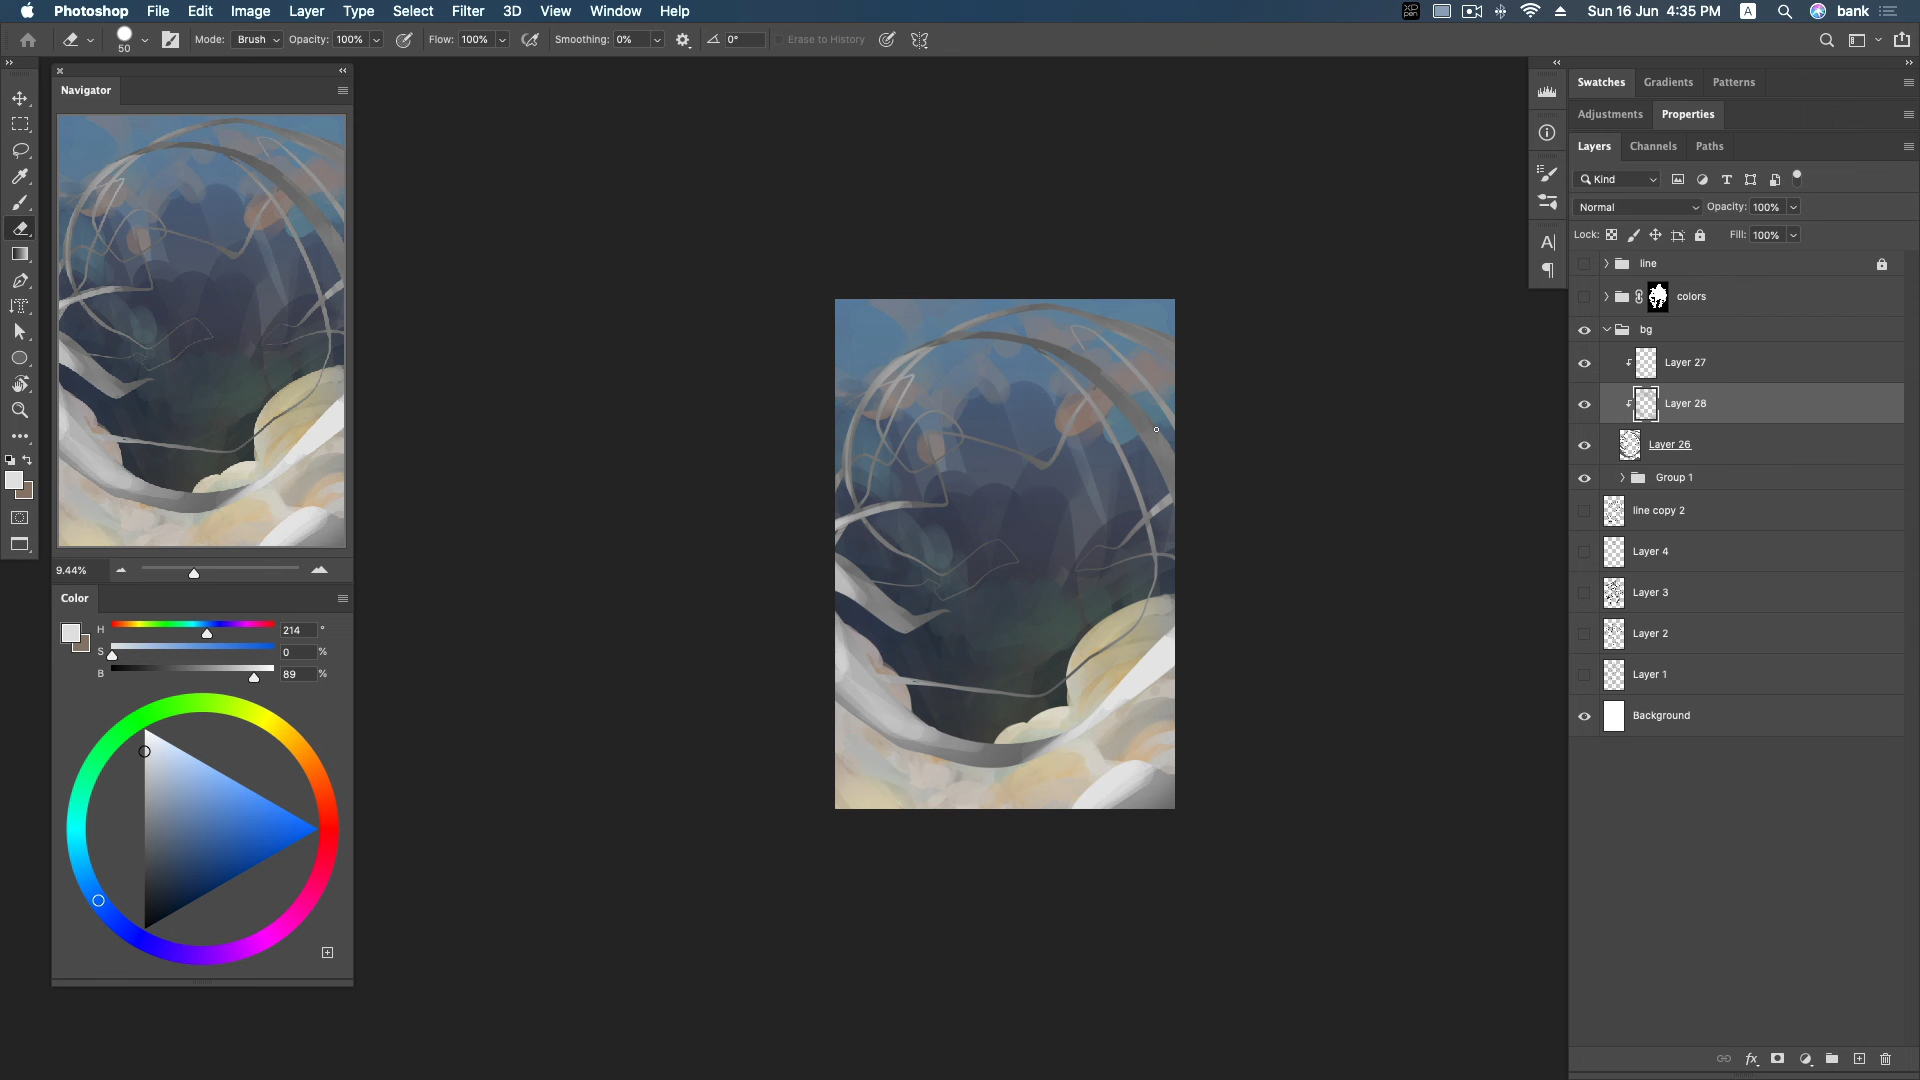 Photoshop File Edit Image Layer Type Select Filter 3D View Window Help
XP pen Sun 16 Jun 4:35 PM A bank
50 Mode: Brush Opacity: 100% Flow: 100% Smoothing: 0% 0° Erase to History
Navigator
9.44%
Color
H 214 °
S 0 %
B 89 %
Swatches Gradients Patterns
Adjustments Properties
Layers Channels Paths
Kind
Normal Opacity: 100%
Lock: Fill: 100%
line
colors
bg
Layer 27
Layer 28
Layer 26
Group 1
line copy 2
Layer 4
Layer 3
Layer 2
Layer 1
Background
fx